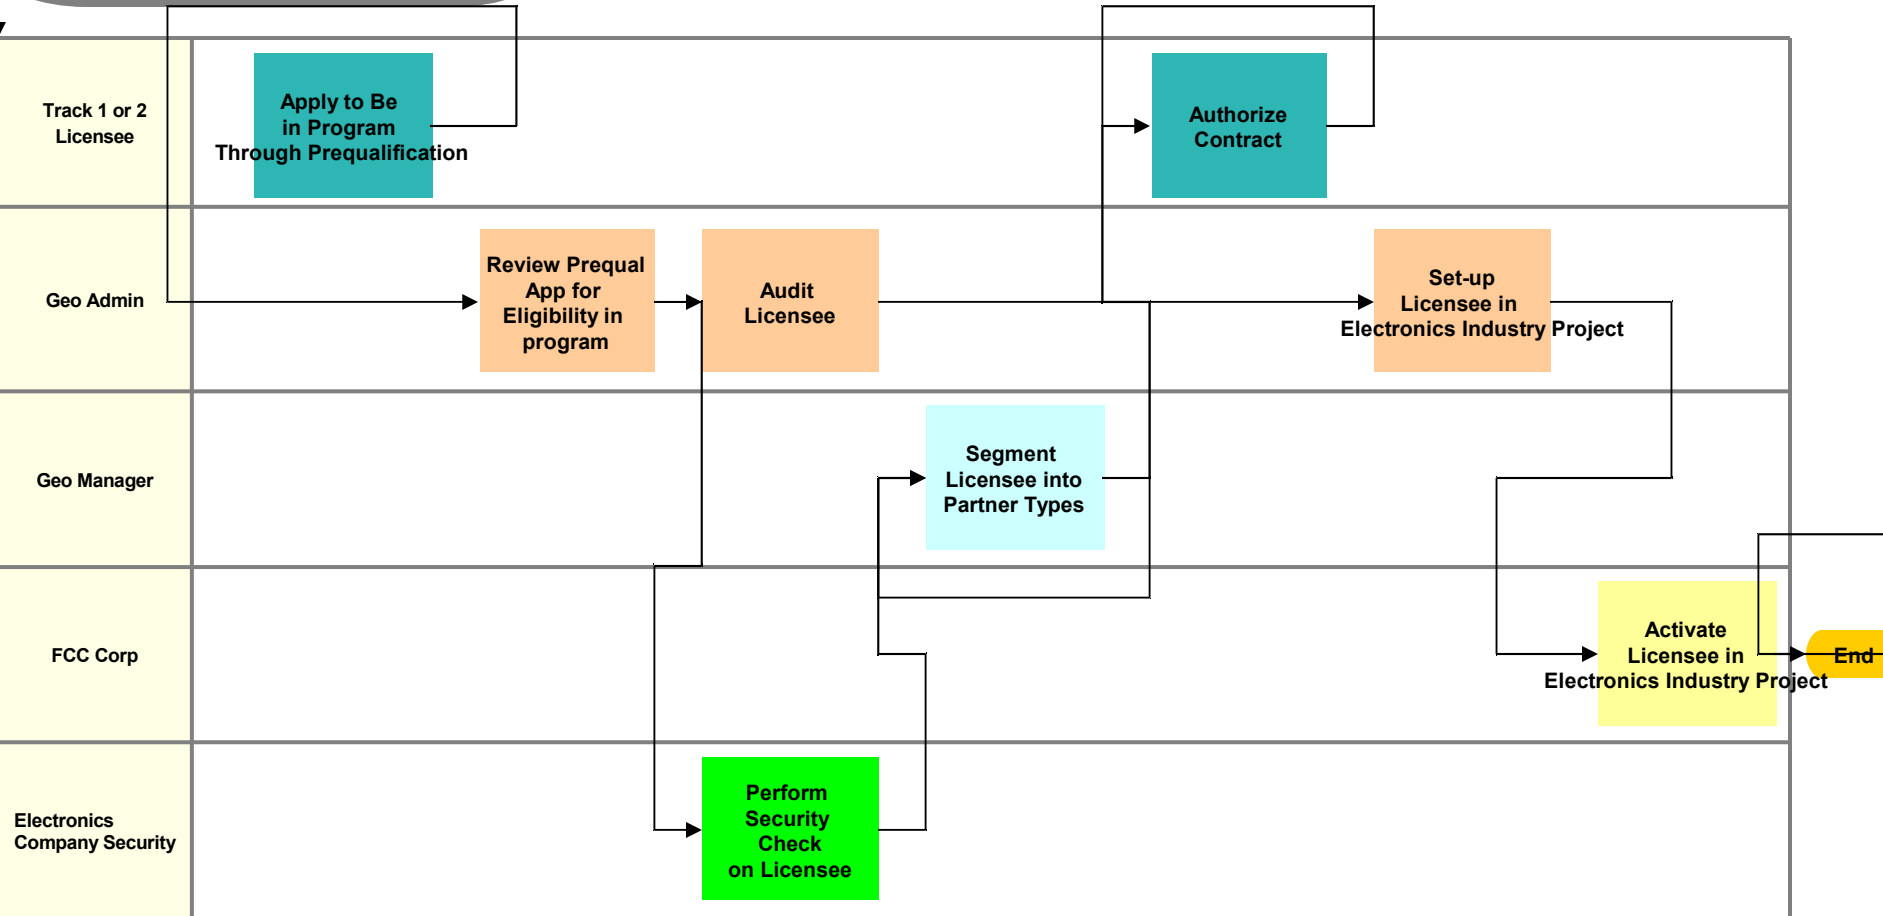 Track 1 or 2
Licensee
Apply to Be
in Program
Through Prequalification
Authorize
Contract
Geo Admin
Review Prequal
App for
Eligibility in
program
Audit
Licensee
Set-up
Licensee in
Electronics Industry Project
Geo Manager
Segment
Licensee into
Partner Types
FCC Corp
Activate
Licensee in
Electronics Industry Project
End
Electronics
Company Security
Perform
Security
Check
on Licensee